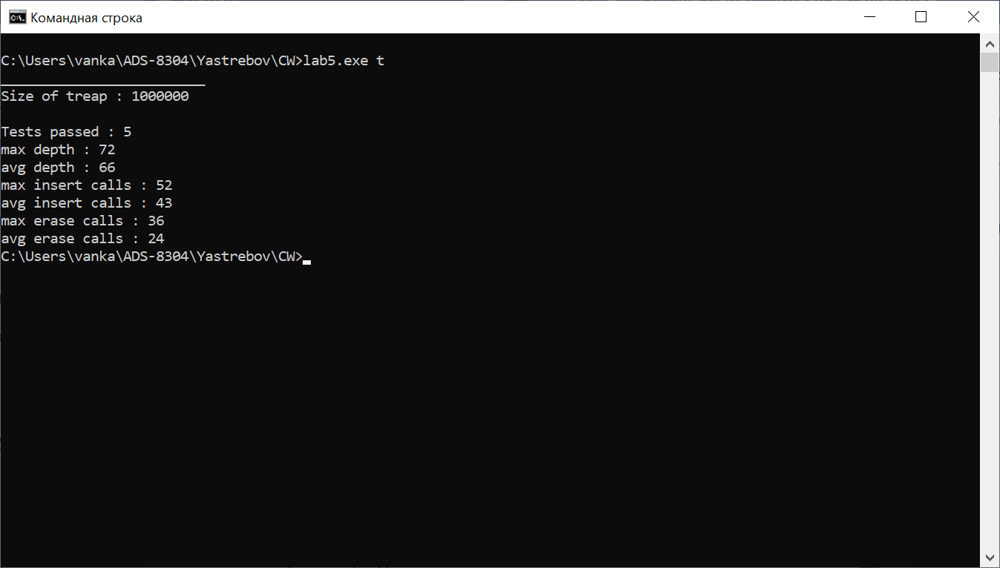 Командная строка
C:\Users\vanka\ADS-8304\Yastrebov\CW>lab5.exe t
_________________________
Size of treap : 1000000
Tests passed : 5
max depth : 72
avg depth : 66
max insert calls : 52
avg insert calls : 43
max erase calls : 36
avg erase calls : 24
C:\Users\vanka\ADS-8304\Yastrebov\CW>